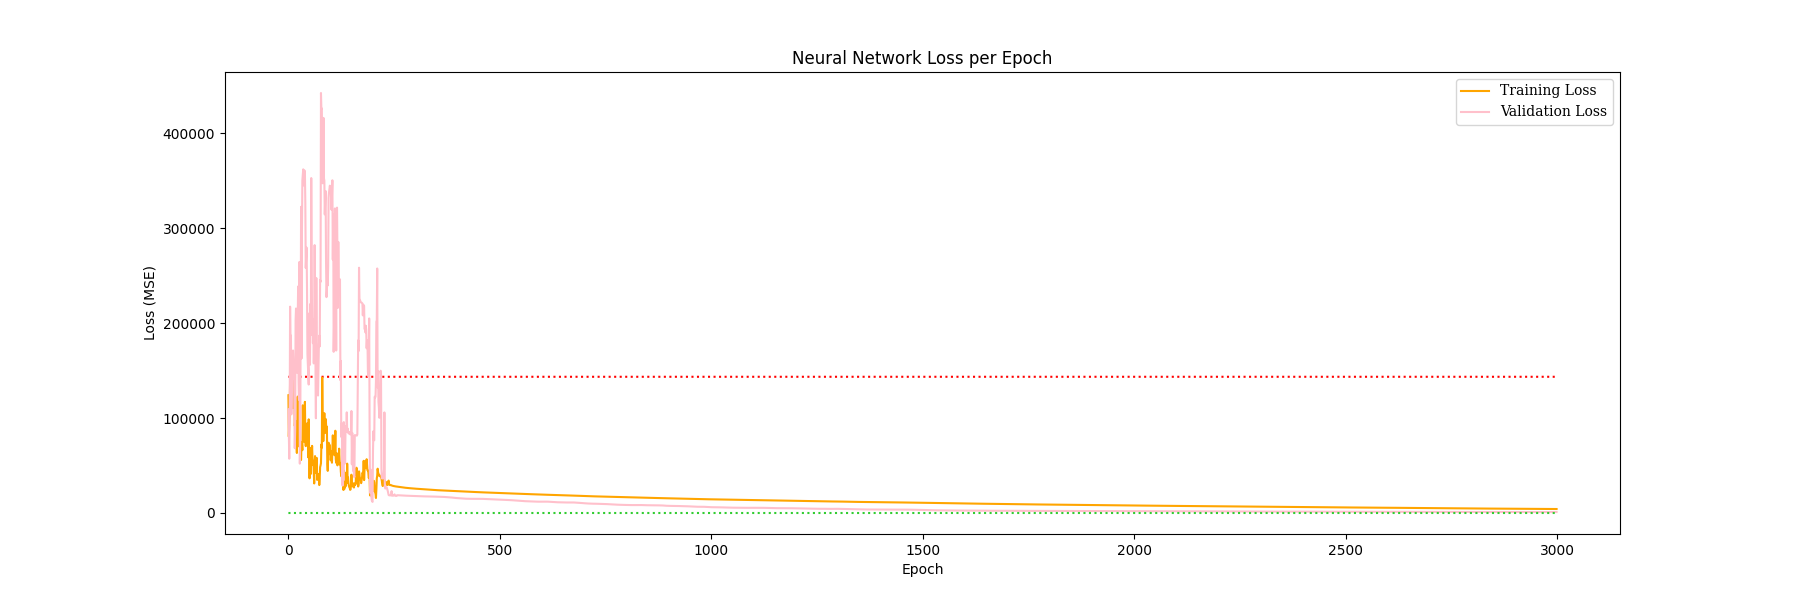 Neural Network Loss per Epoch
Training Loss
Validation Loss
400000
300000
200000
100000
0
Loss (MSE)
0 500 1000 1500 2000 2500 3000
Epoch